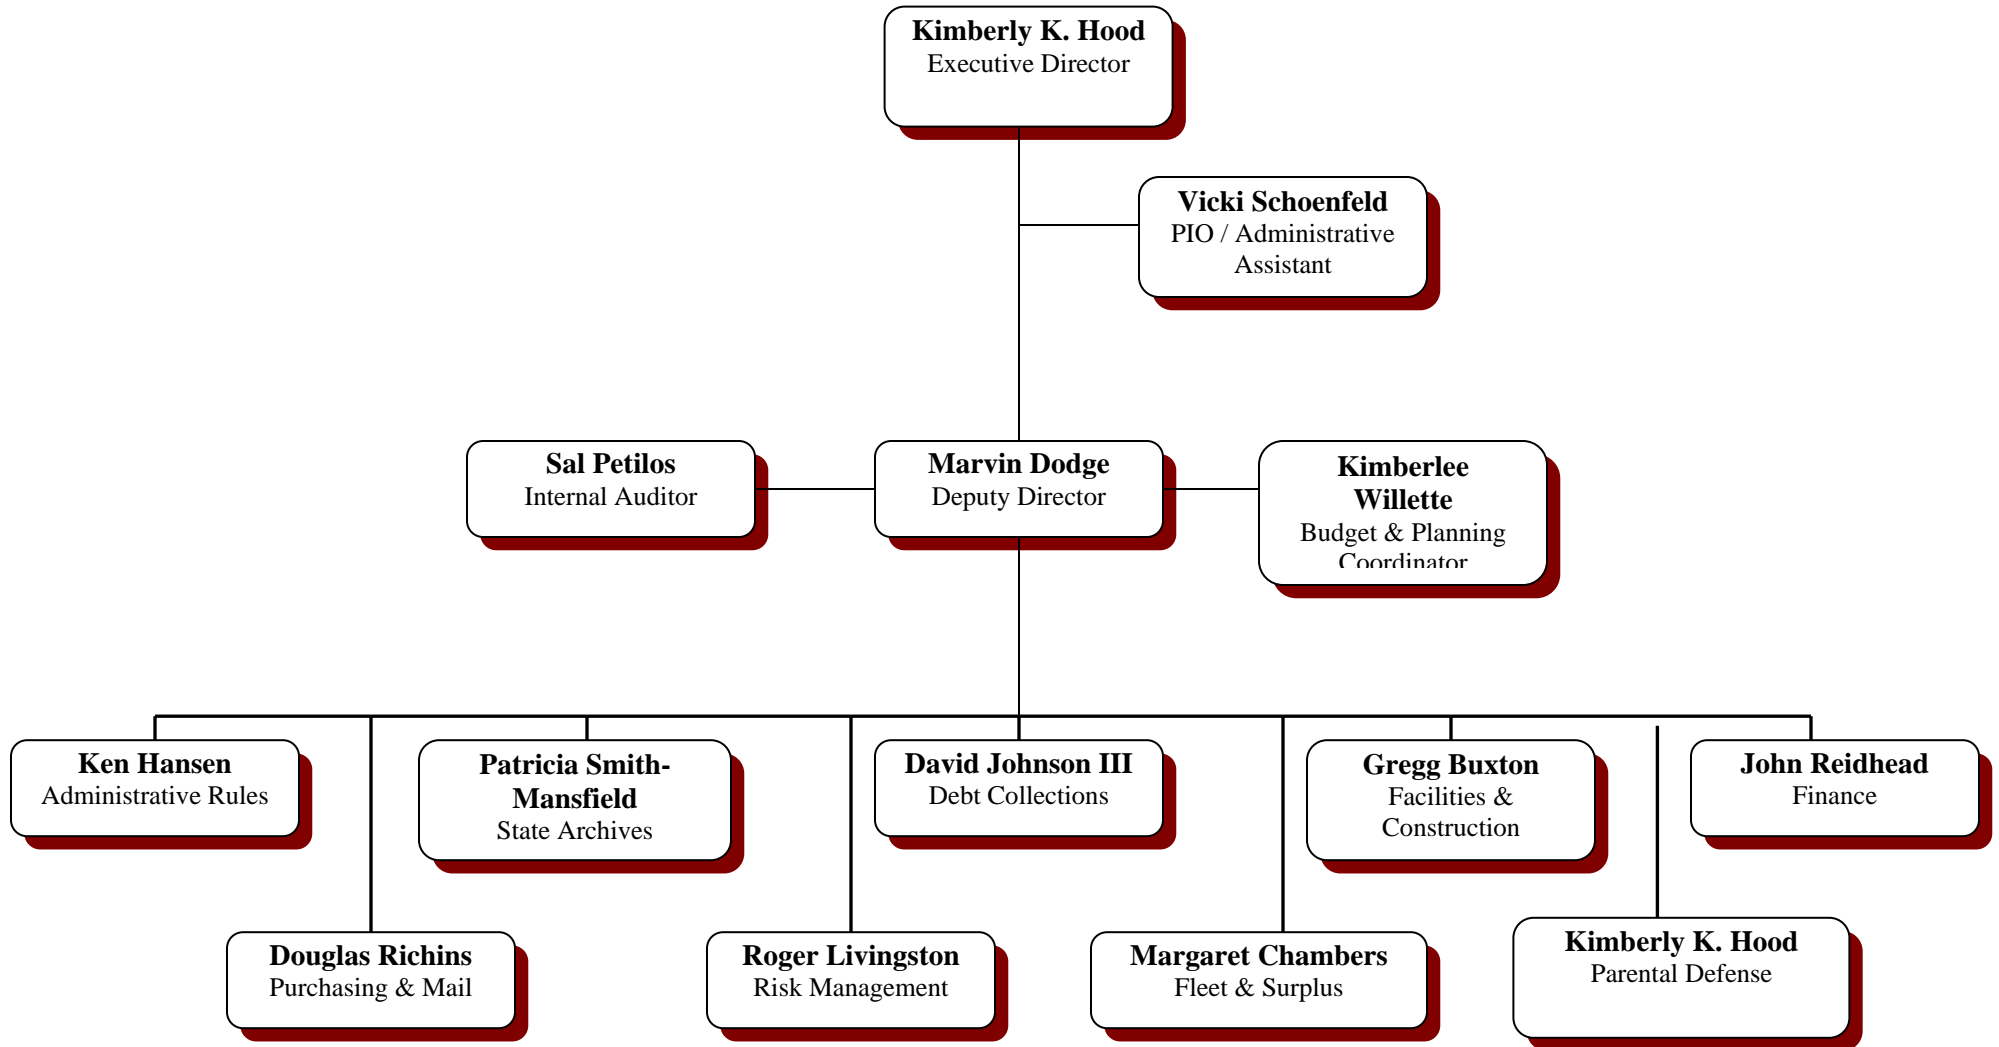 Kimberly K. Hood
Executive Director
Vicki Schoenfeld
PIO / Administrative
Assistant
Sal Petilos
Internal Auditor
Marvin Dodge
Deputy Director
Kimberlee
Willette
Budget & Planning
Coordinator
Ken Hansen
Administrative Rules
Patricia Smith-
Mansfield
State Archives
David Johnson III
Debt Collections
Gregg Buxton
Facilities &
Construction
John Reidhead
Finance
Douglas Richins
Purchasing & Mail
Roger Livingston
Risk Management
Margaret Chambers
Fleet & Surplus
Kimberly K. Hood
Parental Defense